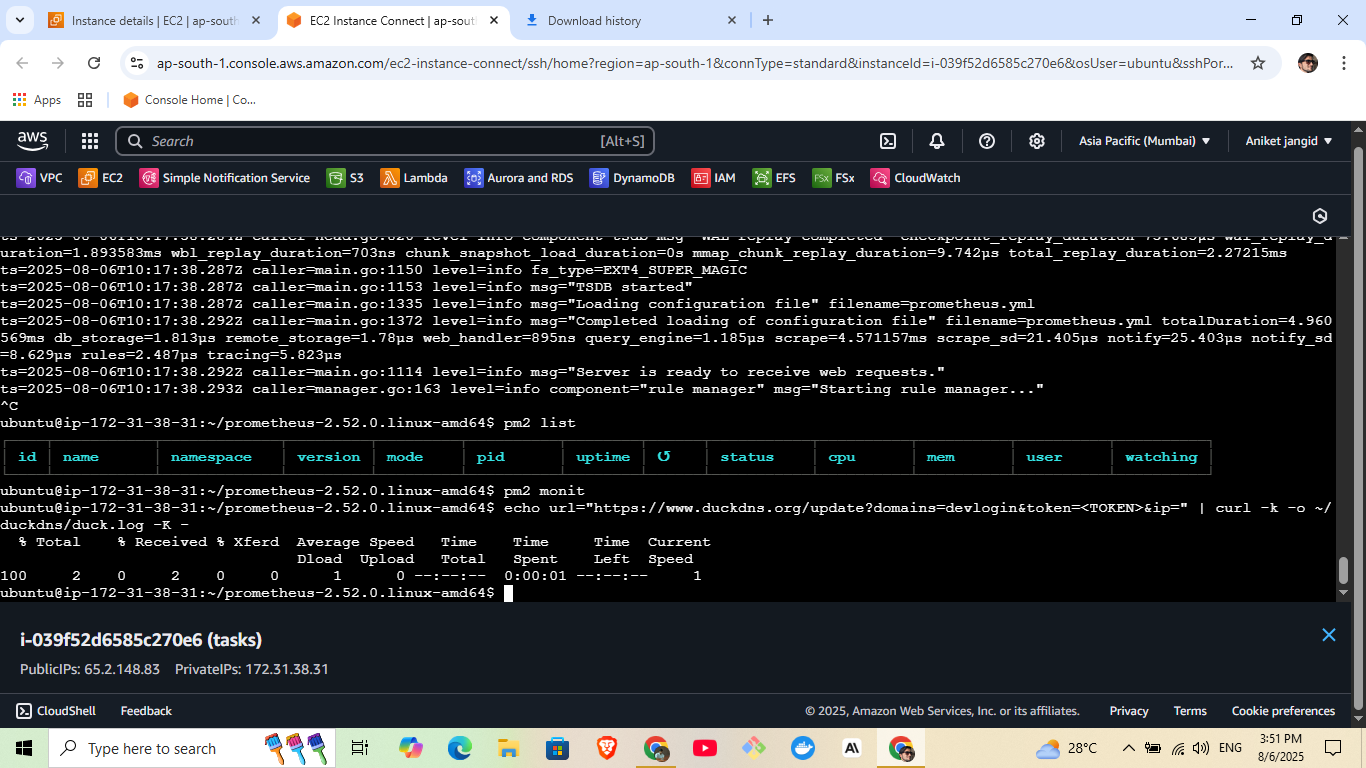 Instance details | EC2 | ap-south
EC2 Instance Connect | ap-sout
Download history
ap-south-1.console.aws.amazon.com/ec2-instance-connect/ssh/home?region=ap-south-1&connType=standard&instanceId=i-039f52d6585c270e6&osUser=ubuntu&sshPor...
Apps
Console Home | Co...
aws
Search
[Alt+S]
Asia Pacific (Mumbai)
Aniket jangid
VPC
EC2
Simple Notification Service
S3
Lambda
Aurora and RDS
DynamoDB
IAM
EFS
FSx
CloudWatch
uration=1.893583ms wbl_replay_duration=703ns chunk_snapshot_load_duration=0s mmap_chunk_replay_duration=9.742µs total_replay_duration=2.27215ms
ts=2025-08-06T10:17:38.287Z caller=main.go:1150 level=info fs_type=EXT4_SUPER_MAGIC
ts=2025-08-06T10:17:38.287Z caller=main.go:1153 level=info msg="TSDB started"
ts=2025-08-06T10:17:38.287Z caller=main.go:1335 level=info msg="Loading configuration file" filename=prometheus.yml
ts=2025-08-06T10:17:38.292Z caller=main.go:1372 level=info msg="Completed loading of configuration file" filename=prometheus.yml totalDuration=4.960
569ms db_storage=1.813µs remote_storage=1.78µs web_handler=895ns query_engine=1.185µs scrape=4.571157ms scrape_sd=21.405µs notify=25.403µs notify_sd
=8.629µs rules=2.487µs tracing=5.823µs
ts=2025-08-06T10:17:38.292Z caller=main.go:1114 level=info msg="Server is ready to receive web requests."
ts=2025-08-06T10:17:38.293Z caller=manager.go:163 level=info component="rule manager" msg="Starting rule manager..."
^C
ubuntu@ip-172-31-38-31:~/prometheus-2.52.0.linux-amd64$ pm2 list
id name namespace version mode pid uptime ↺ status cpu mem user watching
ubuntu@ip-172-31-38-31:~/prometheus-2.52.0.linux-amd64$ pm2 monit
ubuntu@ip-172-31-38-31:~/prometheus-2.52.0.linux-amd64$ echo url="https://www.duckdns.org/update?domains=devlogin&token=<TOKEN>&ip=" | curl -k -o ~/
duckdns/duck.log -K -
% Total % Received % Xferd Average Speed Time Time Time Current
Dload Upload Total Spent Left Speed
100 2 0 2 0 0 1 0 --:--:-- 0:00:01 --:--:-- 1
ubuntu@ip-172-31-38-31:~/prometheus-2.52.0.linux-amd64$
i-039f52d6585c270e6 (tasks)
PublicIPs: 65.2.148.83 PrivateIPs: 172.31.38.31
CloudShell
Feedback
© 2025, Amazon Web Services, Inc. or its affiliates.
Privacy
Terms
Cookie preferences
Type here to search
28°C
ENG
3:51 PM
8/6/2025